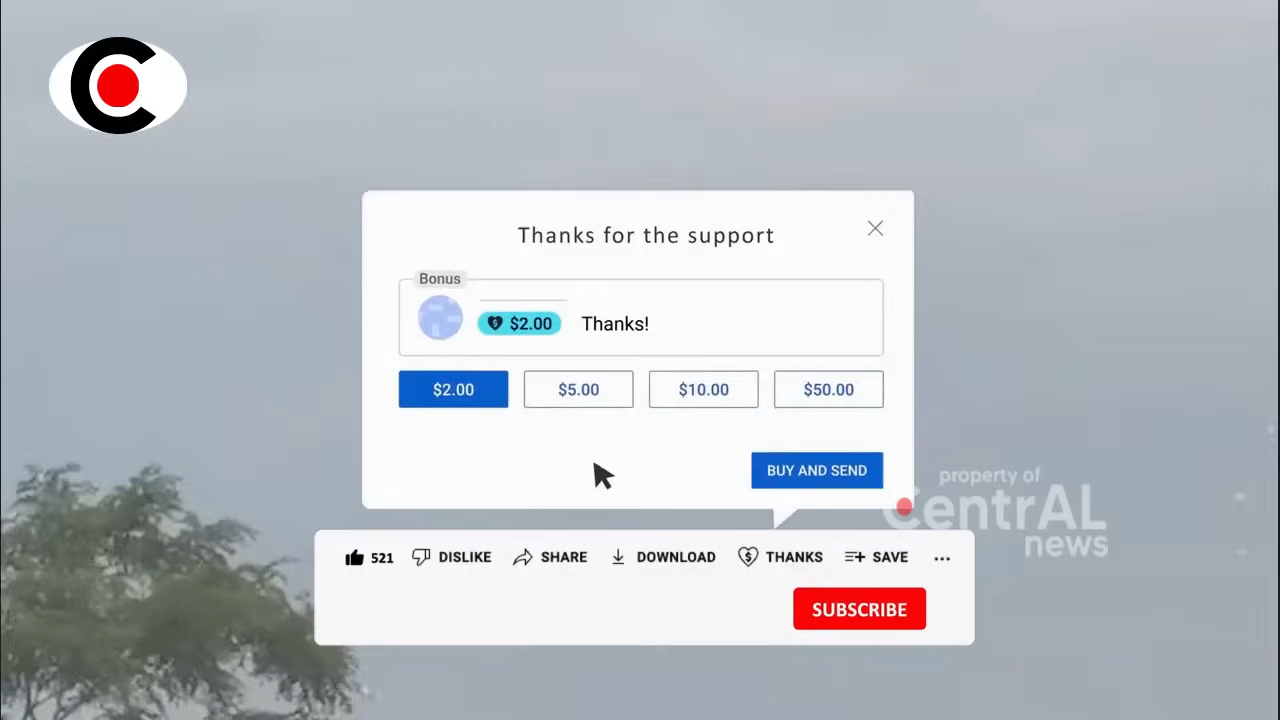 Thanks for the support
Bonus
$2.00 Thanks!
$2.00 $5.00 $10.00 $50.00
BUY AND SEND
property of
CentrAL
news
521 DISLIKE SHARE DOWNLOAD THANKS SAVE ...
SUBSCRIBE